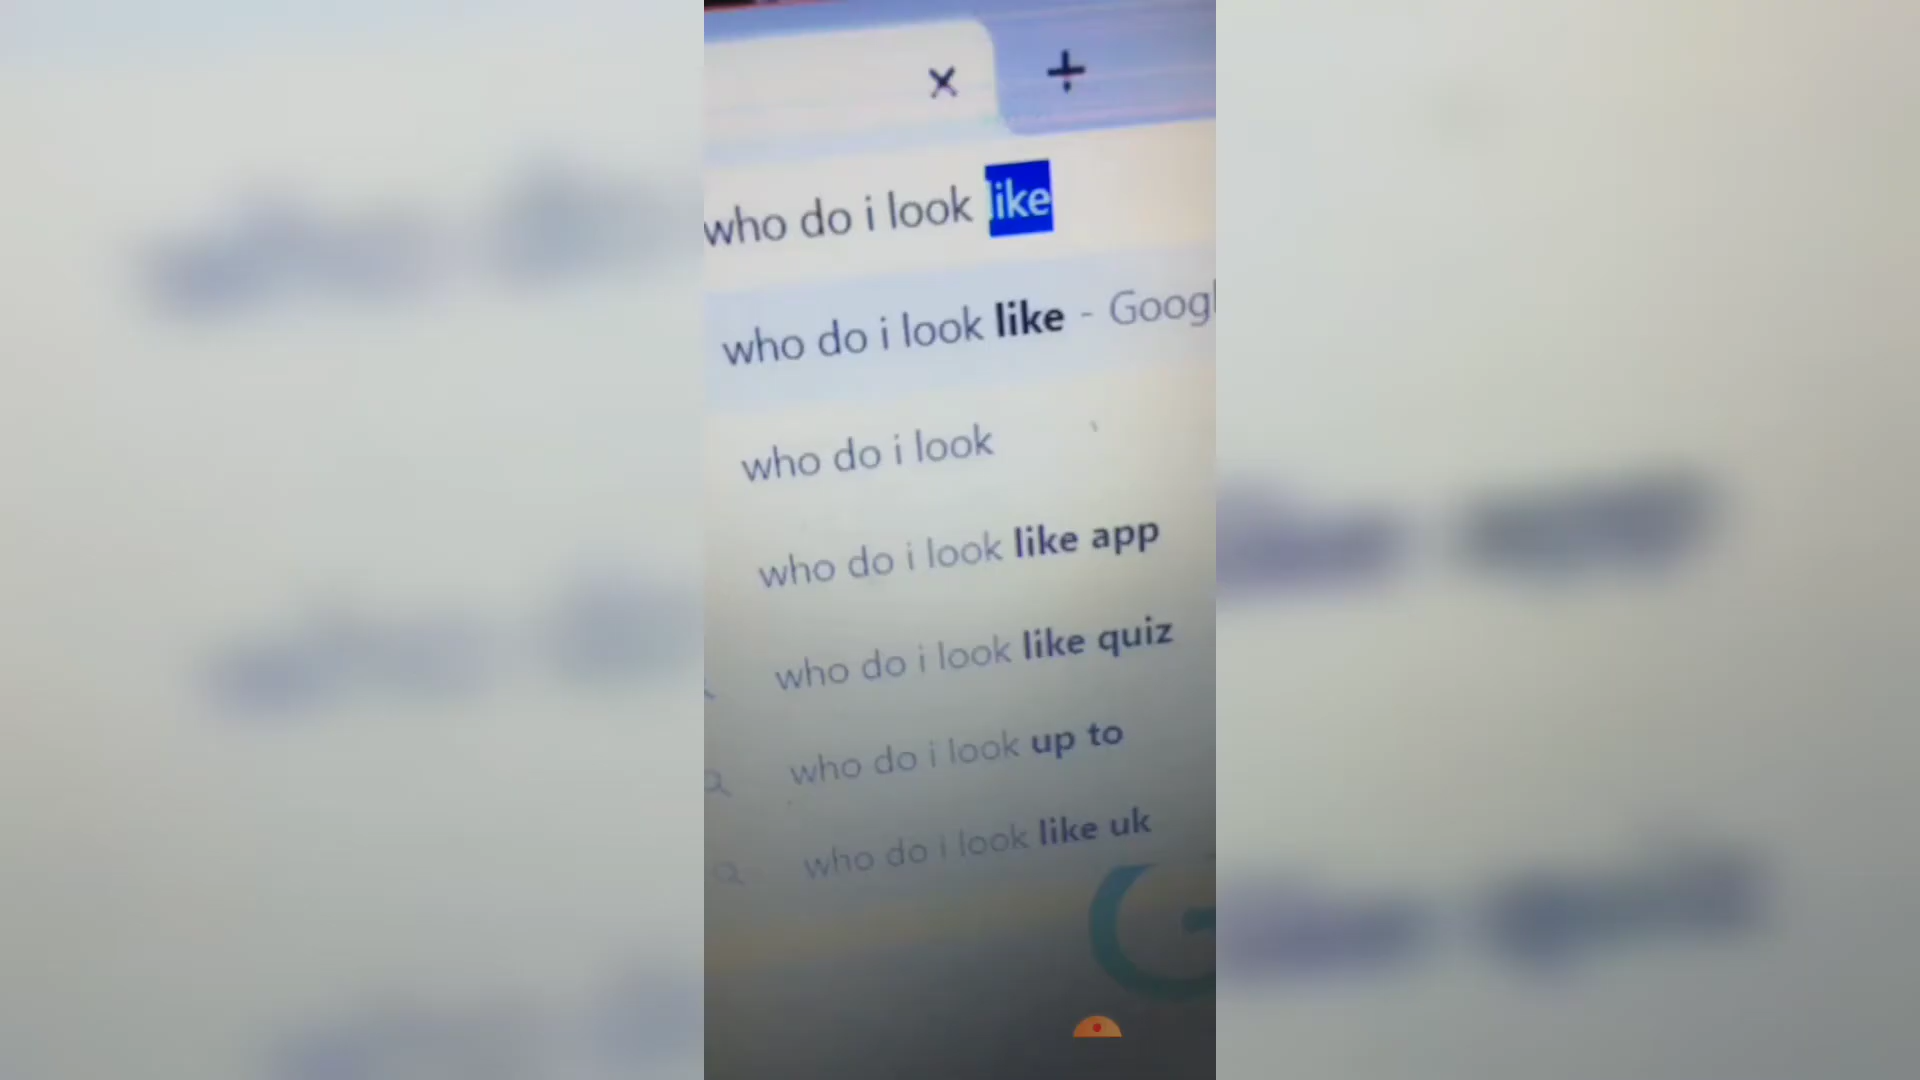 who do i look like
who do i look like - Googl
who do i look
who do i look like app
who do i look like quiz
who do i look up to
who do i look like uk
G